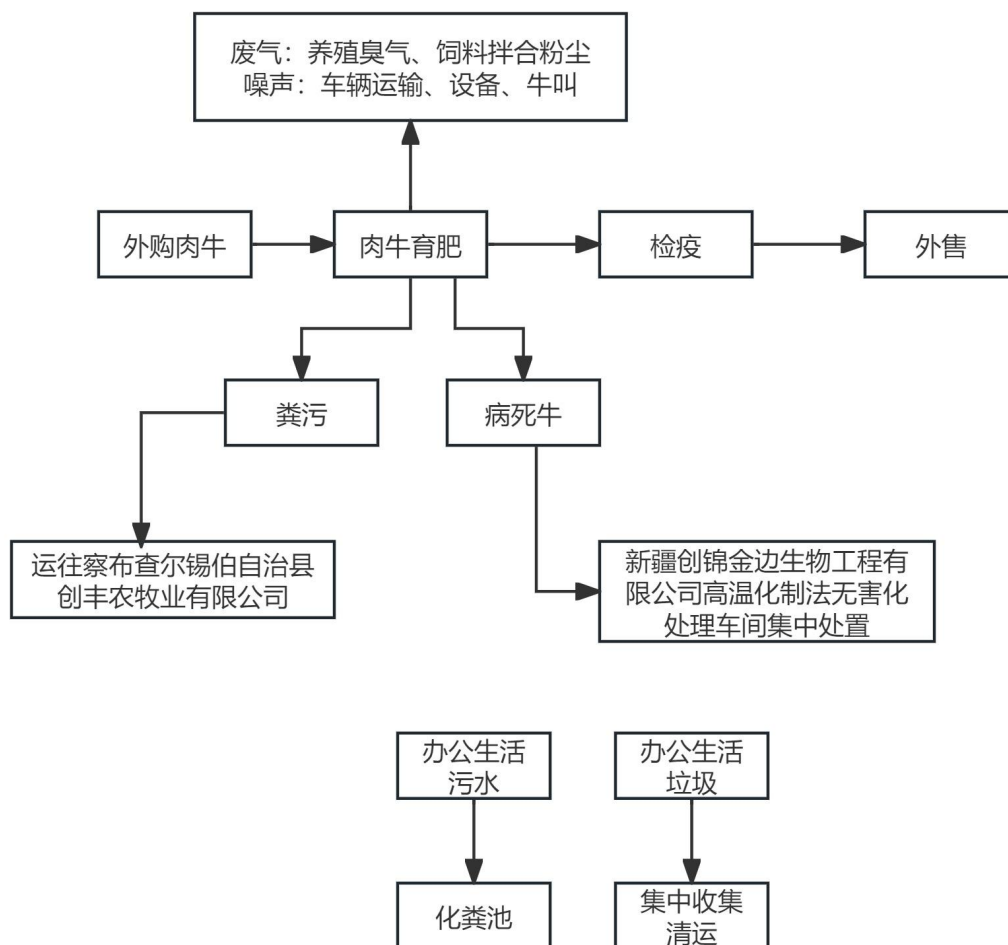 废气：养殖臭气、饲料拌合粉尘
噪声：车辆运输、设备、牛叫
外购肉牛
肉牛育肥
检疫
外售
粪污
病死牛
运往察布查尔锡伯自治县
创丰农牧业有限公司
新疆创锦金边生物工程有
限公司高温化制法无害化
处理车间集中处置
办公生活
污水
办公生活
垃圾
化粪池
集中收集
清运